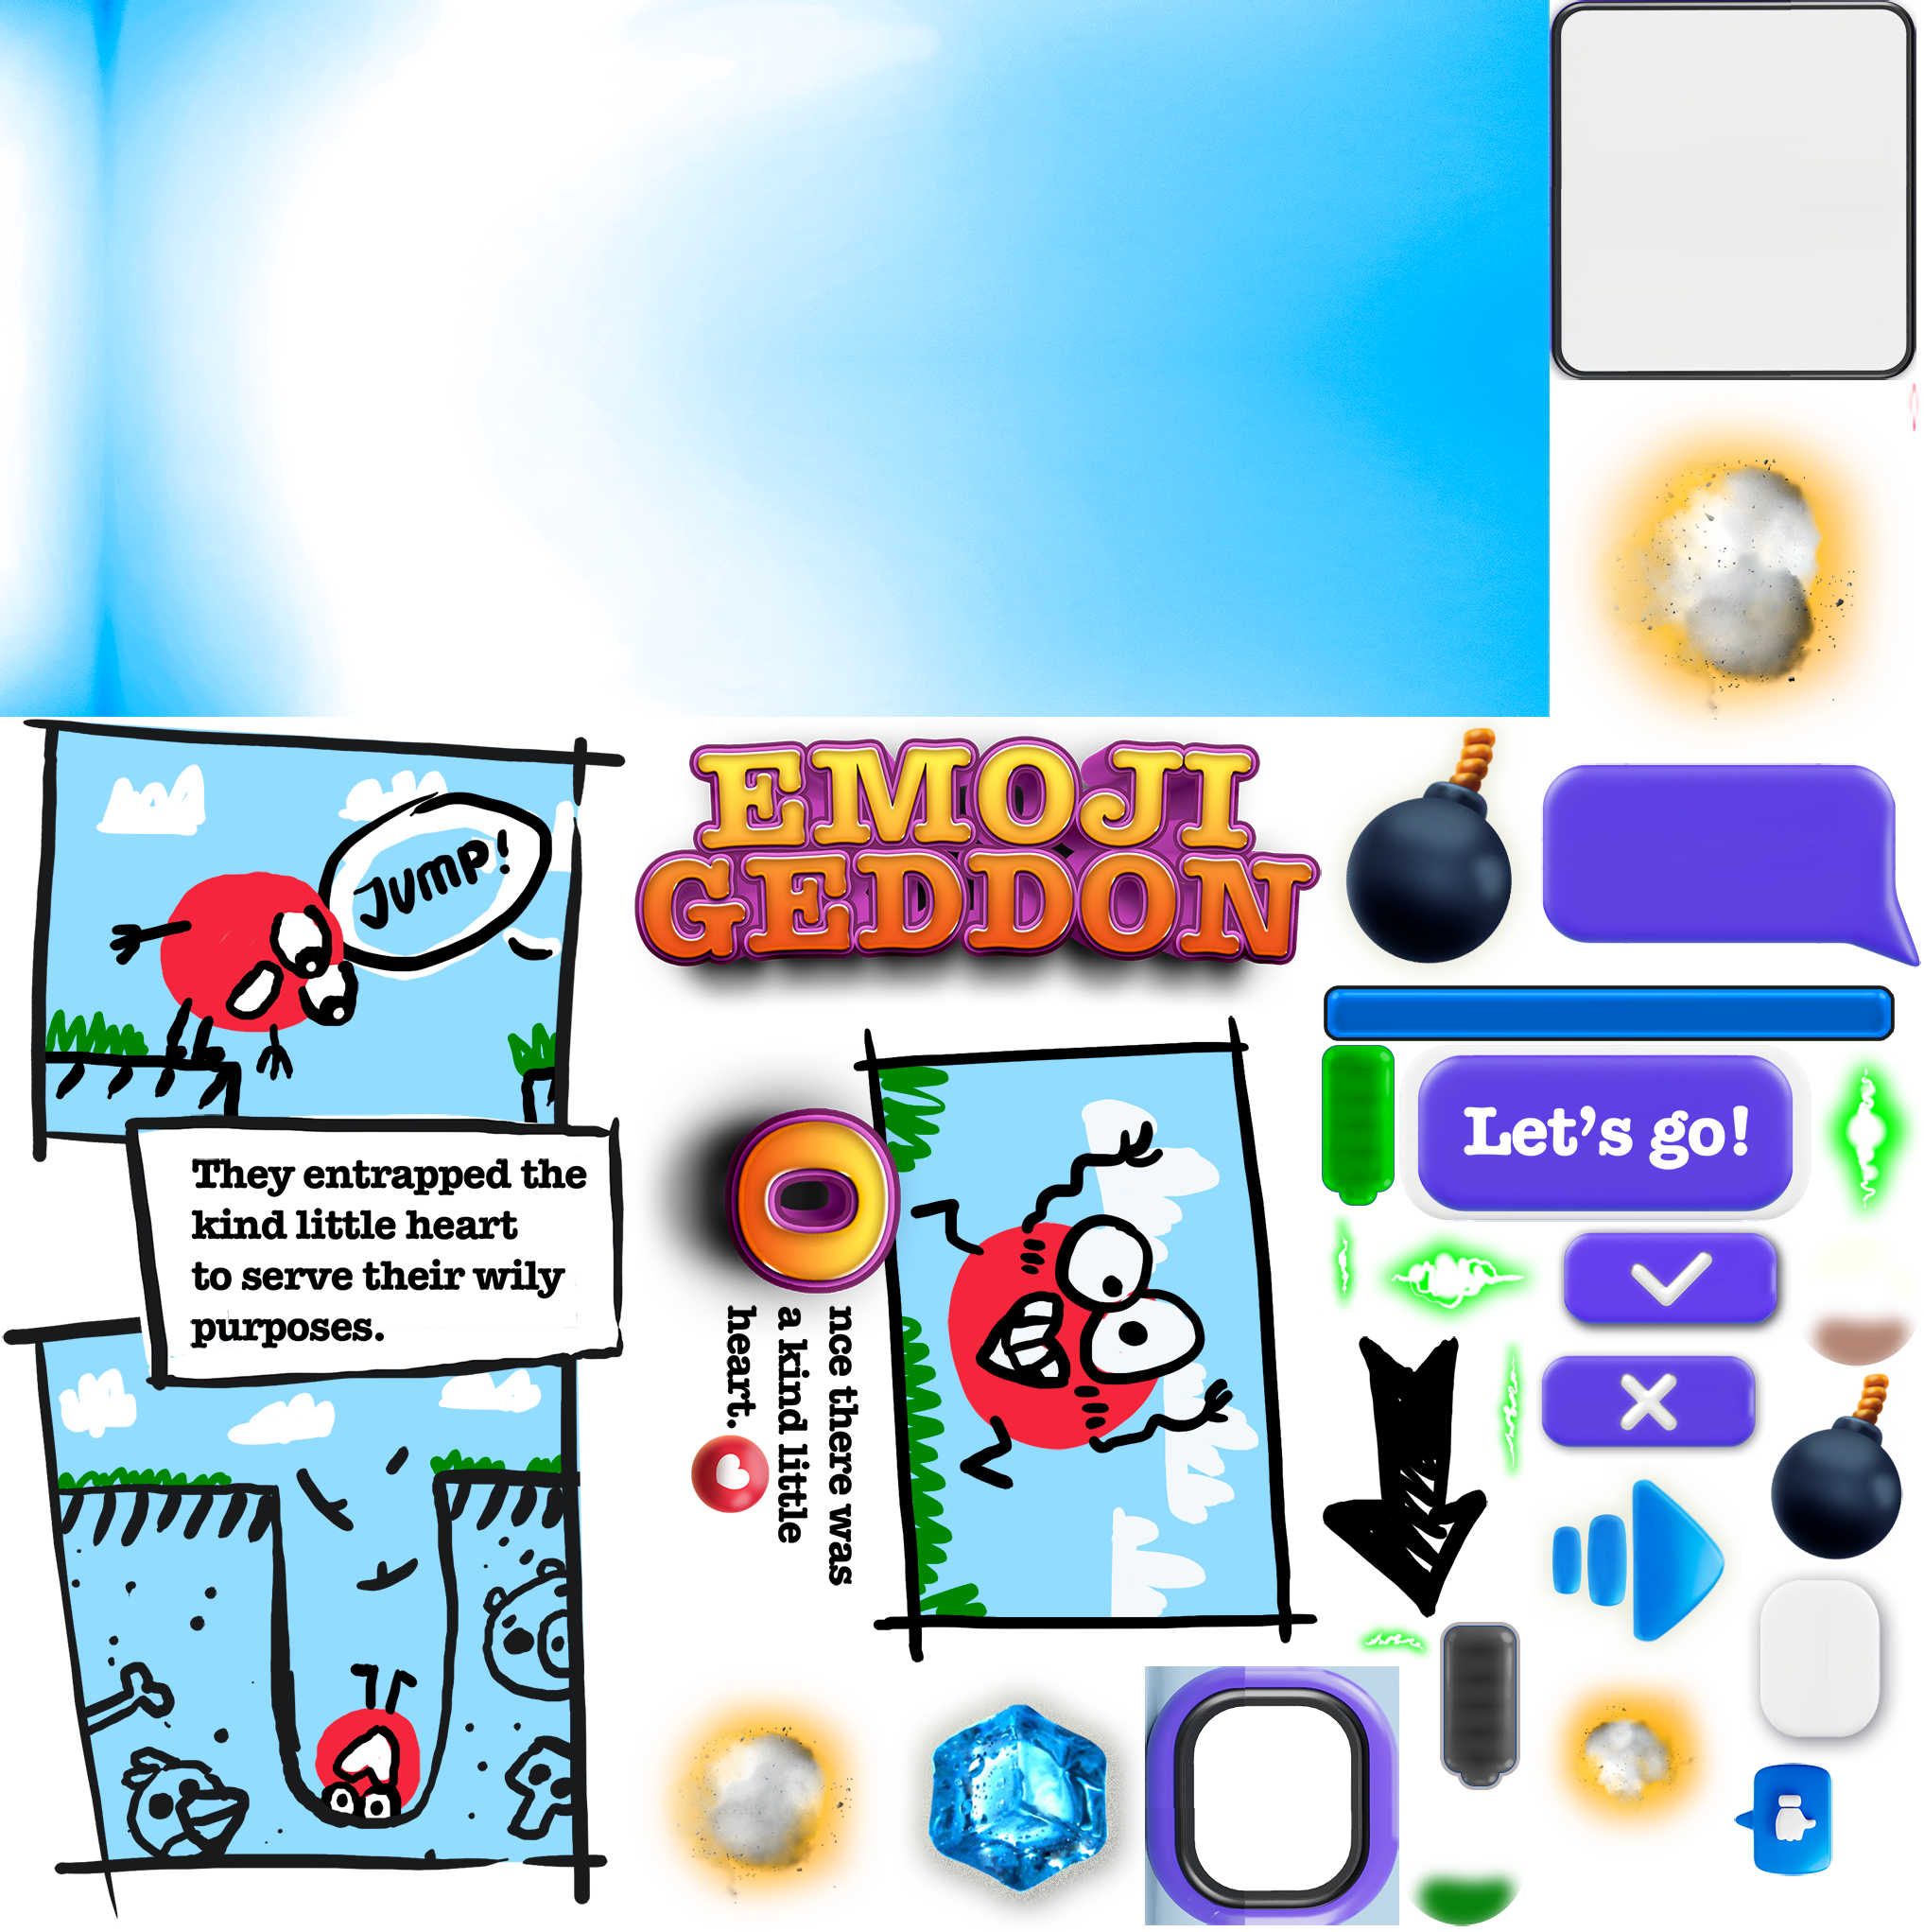 EMOJI
GEDDON
JUMP!
Let's go!
They entrapped the
kind little heart
to serve their wily
purposes.
O
nce there was
a kind little
heart.